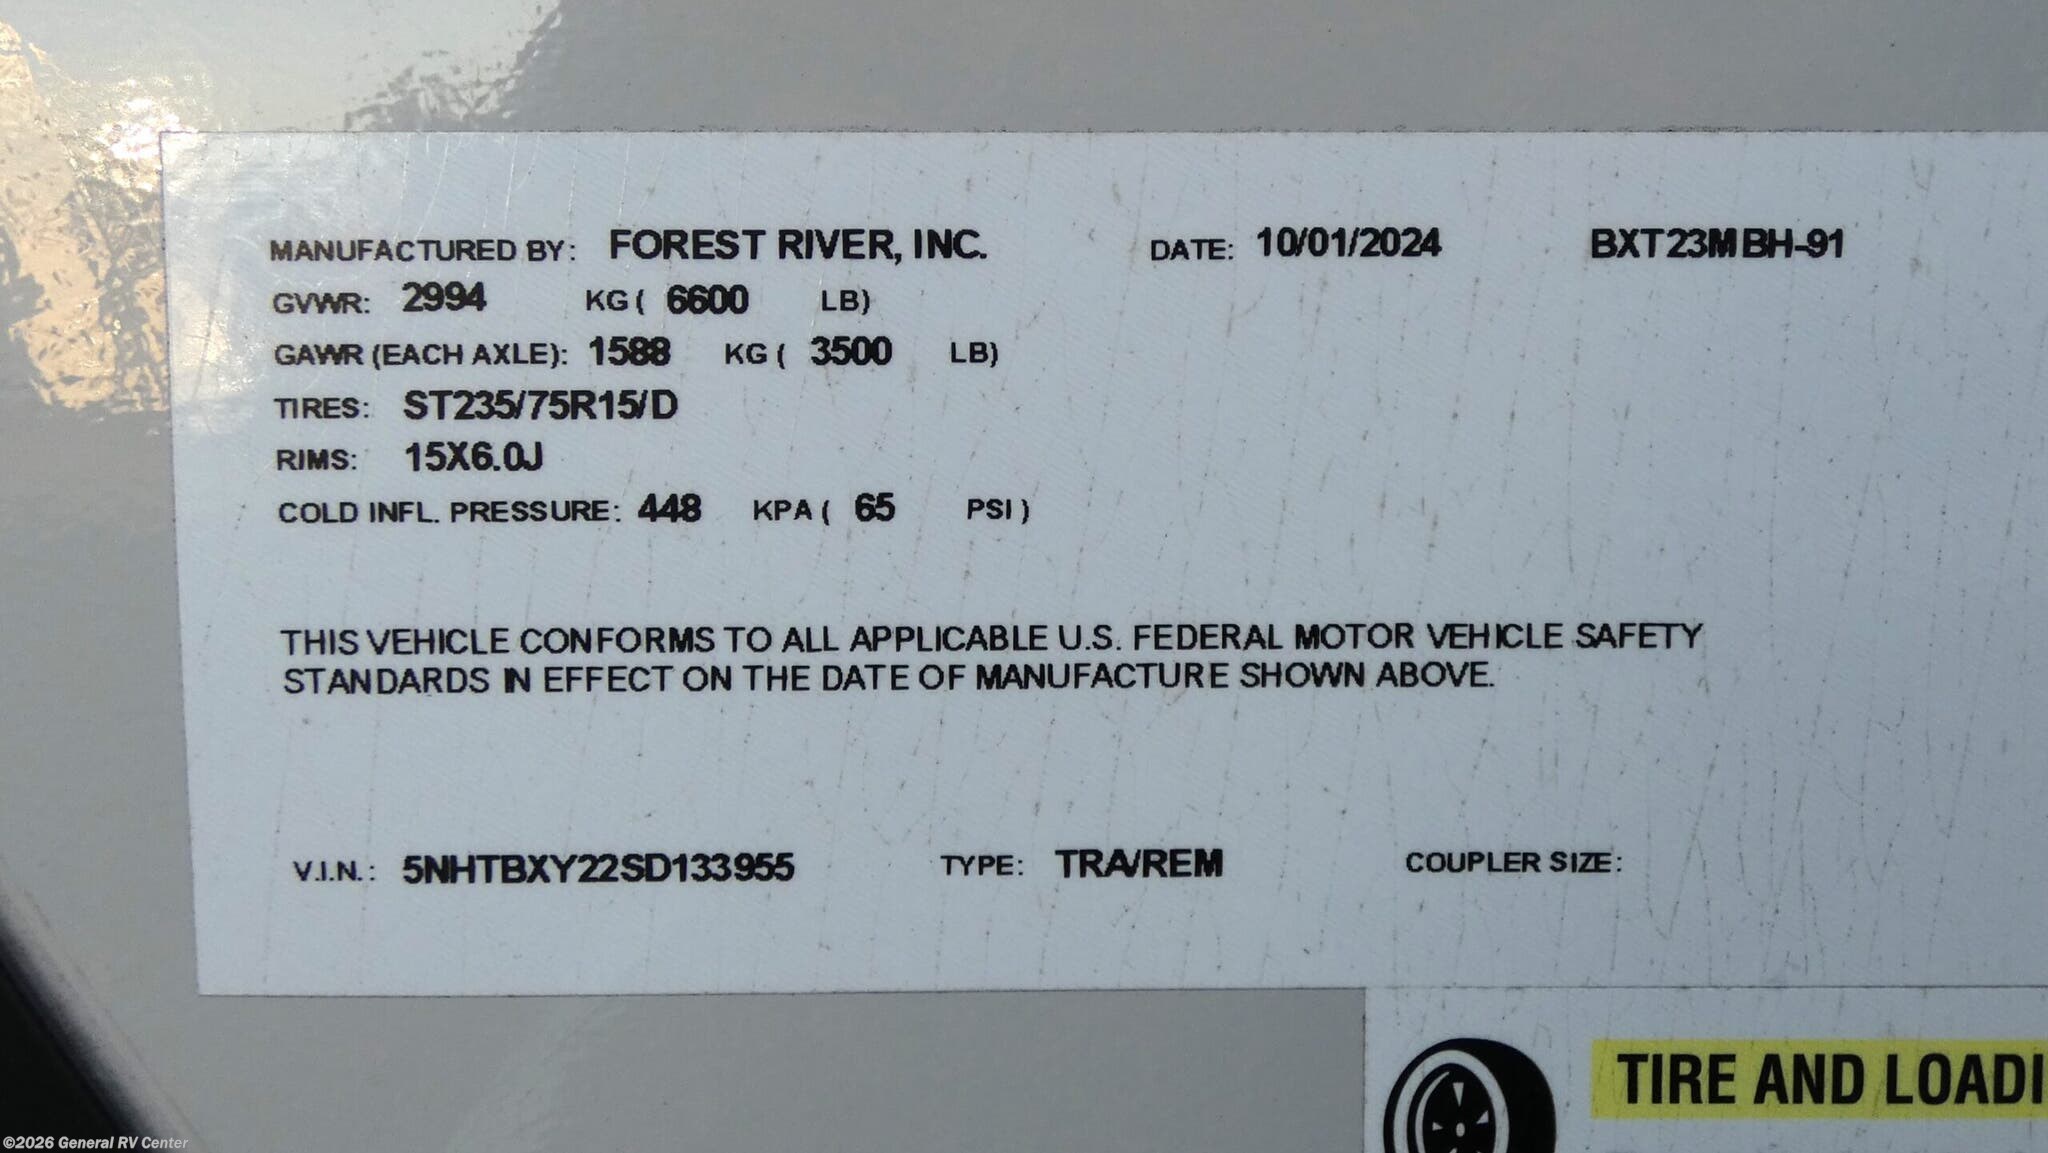 MANUFACTURED BY: FOREST RIVER, INC. DATE: 10/01/2024 BXT23MBH-91
GVWR: 2994 KG ( 6600 LB)
GAWR (EACH AXLE): 1588 KG ( 3500 LB)
TIRES: ST235/75R15/D
RIMS: 15X6.0J
COLD INFL. PRESSURE: 448 KPA ( 65 PSI )
THIS VEHICLE CONFORMS TO ALL APPLICABLE U.S. FEDERAL MOTOR VEHICLE SAFETY
STANDARDS IN EFFECT ON THE DATE OF MANUFACTURE SHOWN ABOVE.
V.I.N.: 5NHTBXY22SD133955 TYPE: TRA/REM COUPLER SIZE:
TIRE AND LOADI
©2026 General RV Center